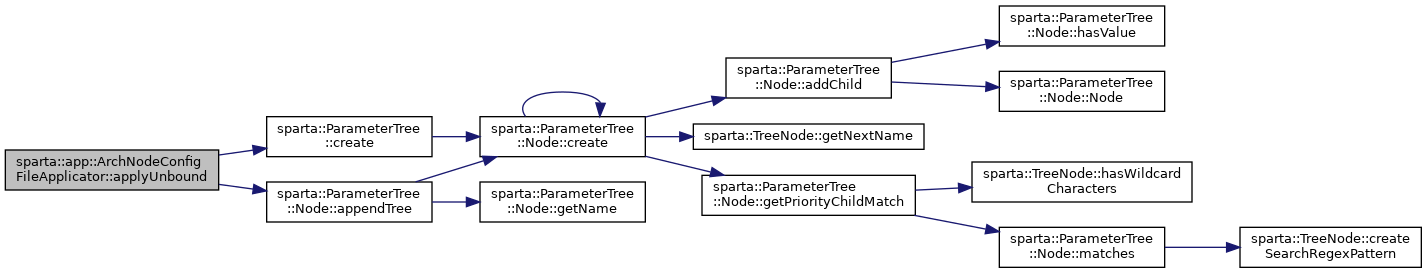 sparta::app::ArchNodeConfig
FileApplicator::applyUnbound
sparta::ParameterTree
::create
sparta::ParameterTree
::Node::appendTree
sparta::ParameterTree
::Node::create
sparta::ParameterTree
::Node::getName
sparta::ParameterTree
::Node::addChild
sparta::TreeNode::getNextName
sparta::ParameterTree
::Node::getPriorityChildMatch
sparta::ParameterTree
::Node::hasValue
sparta::ParameterTree
::Node::Node
sparta::TreeNode::hasWildcard
Characters
sparta::ParameterTree
::Node::matches
sparta::TreeNode::create
SearchRegexPattern